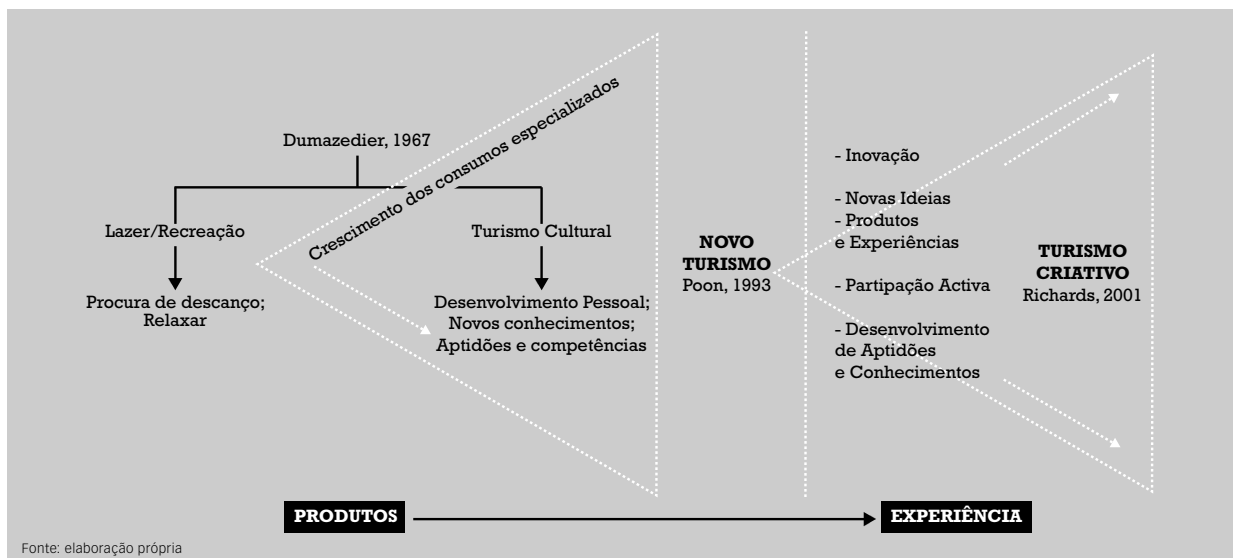 Dumazedier, 1967
Lazer/Recreação
Procura de descanço;
Relaxar
Crescimento dos consumos especializados
Turismo Cultural
Desenvolvimento Pessoal;
Novos conhecimentos;
Aptidões e competências
NOVO
TURISMO
Poon, 1993
- Inovação
- Novas Ideias
- Produtos
e Experiências
- Partipação Activa
- Desenvolvimento
de Aptidões
e Conhecimentos
TURISMO
CRIATIVO
Richards, 2001
PRODUTOS
EXPERIÊNCIA
Fonte: elaboração própria